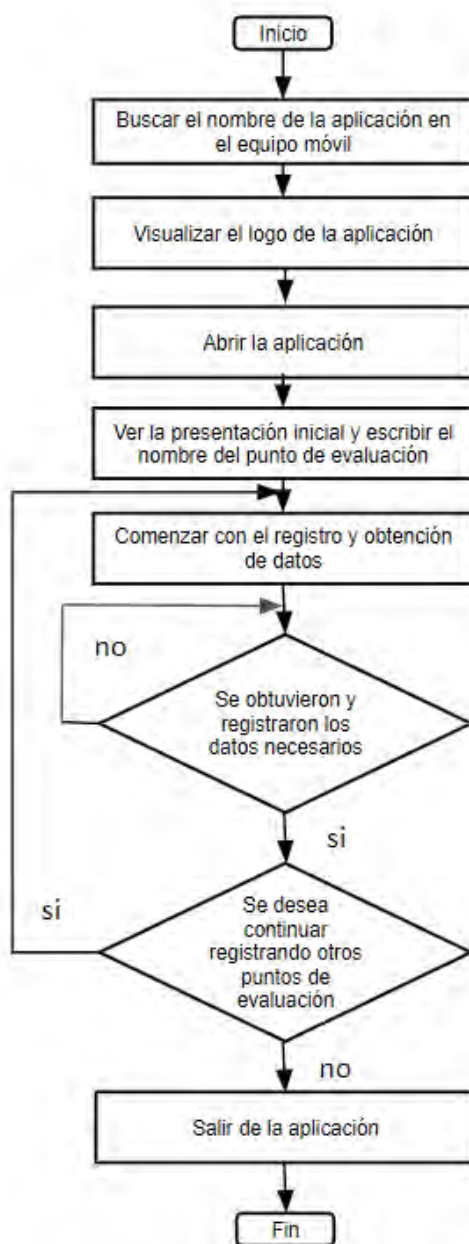 Inicio
Buscar el nombre de la aplicación en
el equipo móvil
Visualizar el logo de la aplicación
Abrir la aplicación
Ver la presentación inicial y escribir el
nombre del punto de evaluación
Comenzar con el registro y obtención
de datos
no
Se obtuvieron y
registraron los
datos necesarios
si
si
Se desea
continuar
registrando otros
puntos de
evaluación
no
Salir de la aplicación
Fin